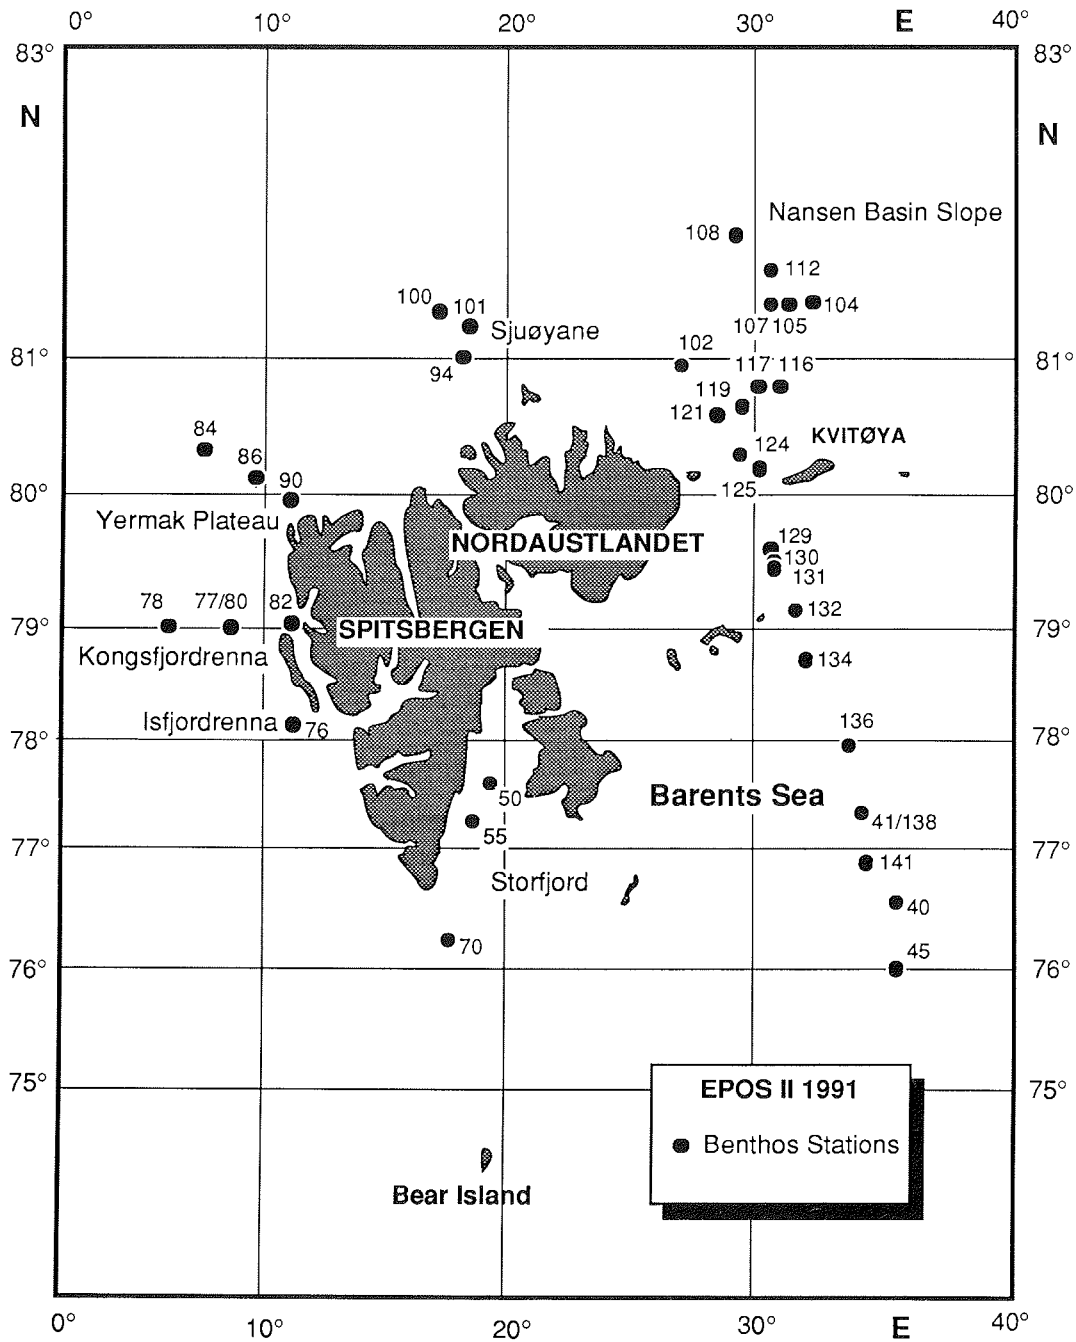 0° 10° 20° 30° E 40°
83° 83°
N N
Nansen Basin Slope
108
112
100 101 104
107 105
Sjuøyane
102
81° 81°
94 117 116
119
121
84 124 KVITØYA
86
90 125
80° 80°
Yermak Plateau
129
NORDAUSTLANDET
130
131
78 77/80 82 132
79° SPITSBERGEN 79°
Kongsfjordrenna 134
Isfjordrenna 76 136
78° 78°
50 Barents Sea
41/138
55
77° 77°
141
Storfjord
40
70 45
76° 76°
75° 75°
EPOS II 1991
Benthos Stations
Bear Island
0° 10° 20° 30° E 40°